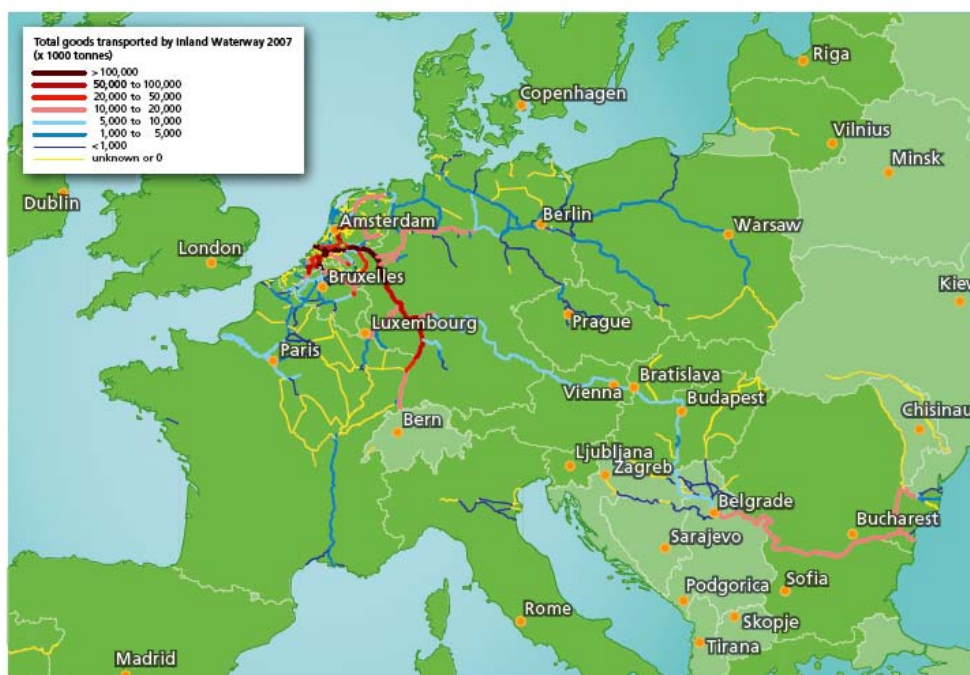 Total goods transported by Inland Waterway 2007
(x 1000 tonnes)
>100,000
50,000 to 100,000
20,000 to 50,000
10,000 to 20,000
5,000 to 10,000
1,000 to 5,000
<1,000
unknown or 0
Riga
Copenhagen
Vilnius
Minsk
Dublin
Amsterdam
Berlin
Warsaw
London
Bruxelles
Kiev
Luxembourg
Prague
Paris
Bratislava
Vienna
Budapest
Chisinau
Bern
Ljubljana
Zagreb
Belgrade
Bucharest
Sarajevo
Podgorica
Sofia
Rome
Skopje
Tirana
Madrid